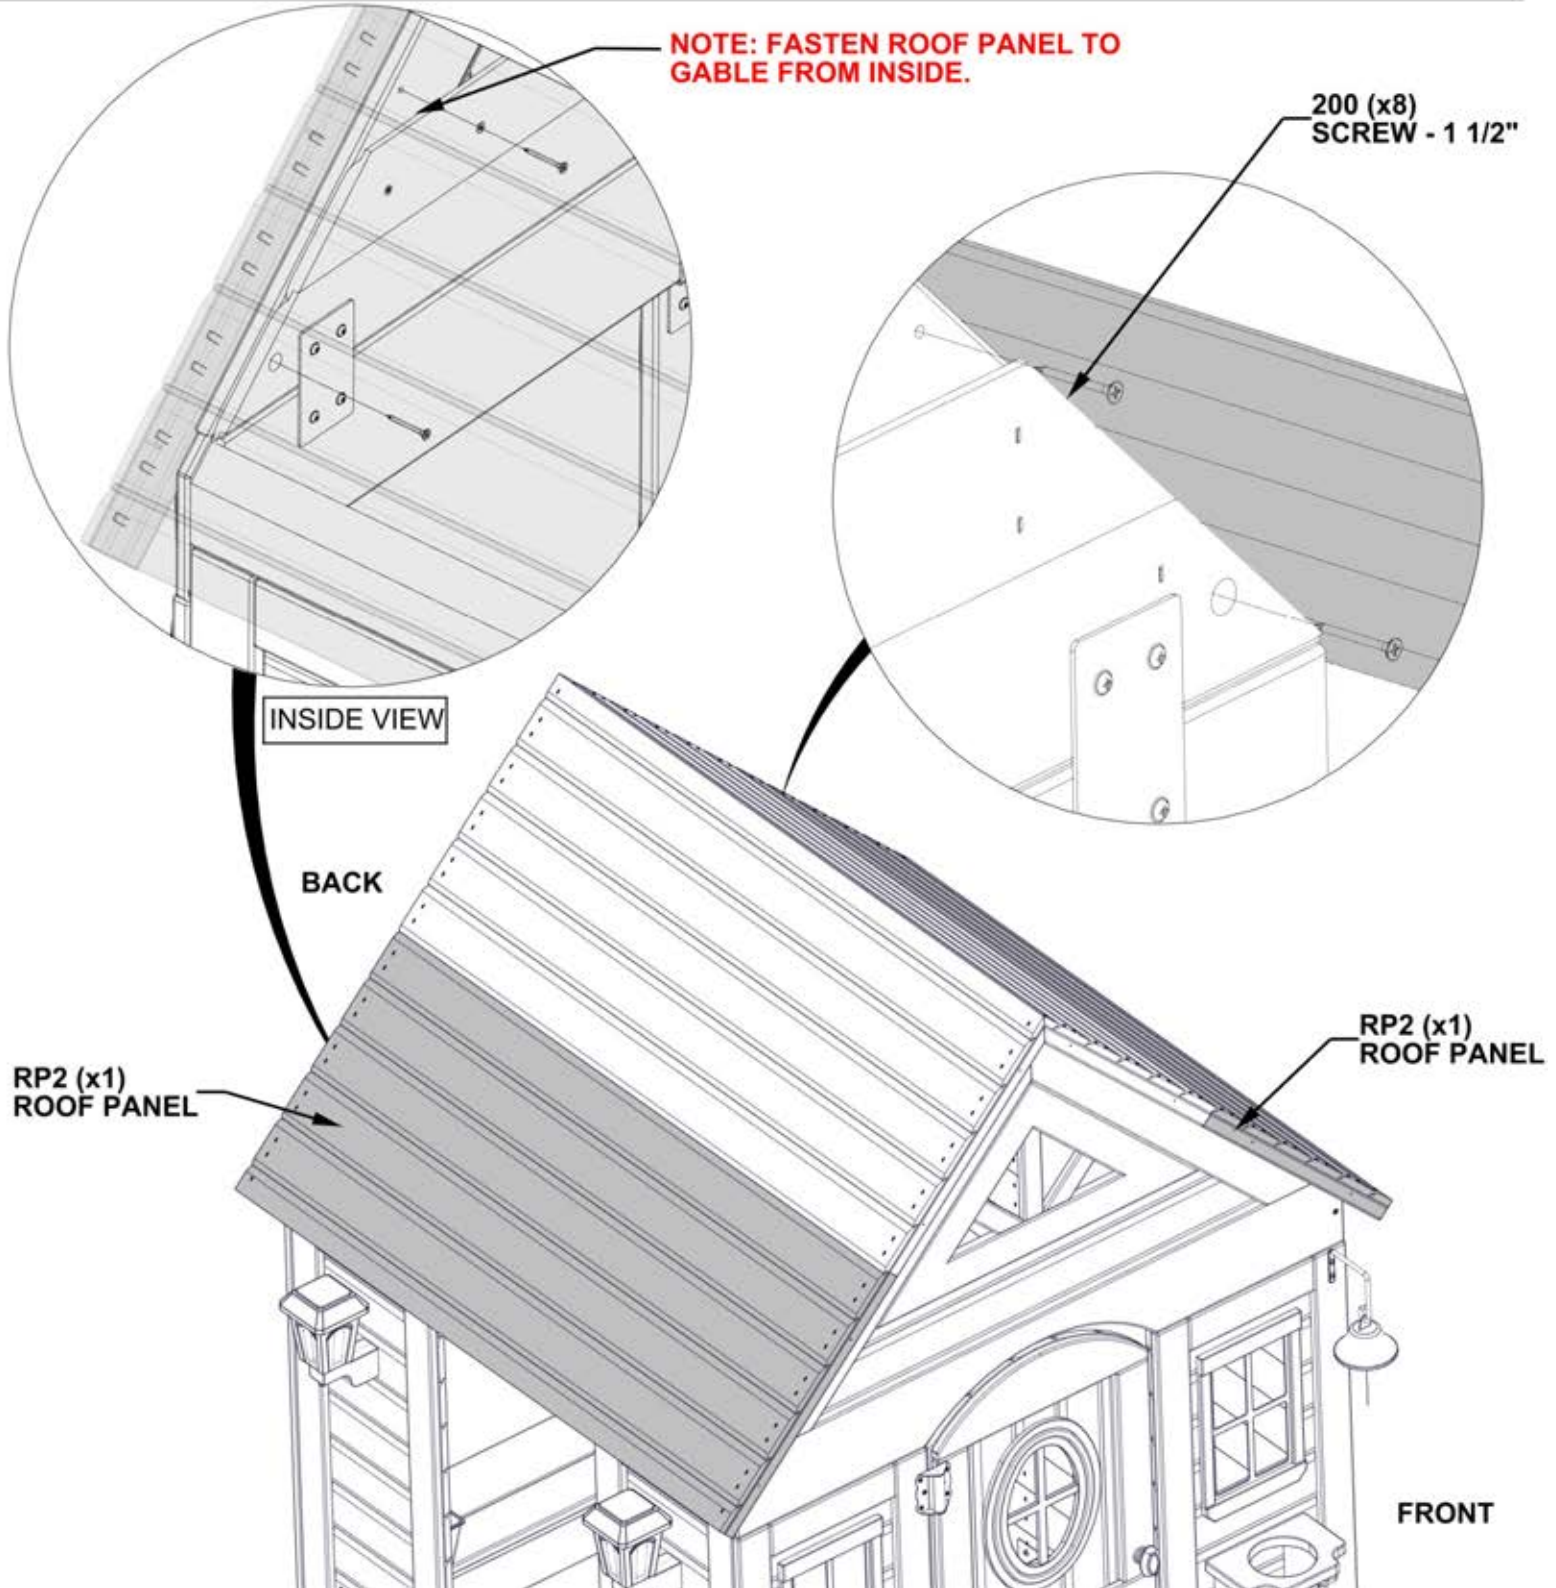 NOTE: FASTEN ROOF PANEL TO
GABLE FROM INSIDE.
200 (x8)
SCREW - 1 1/2"
INSIDE VIEW
BACK
RP2 (x1)
ROOF PANEL
RP2 (x1)
ROOF PANEL
FRONT